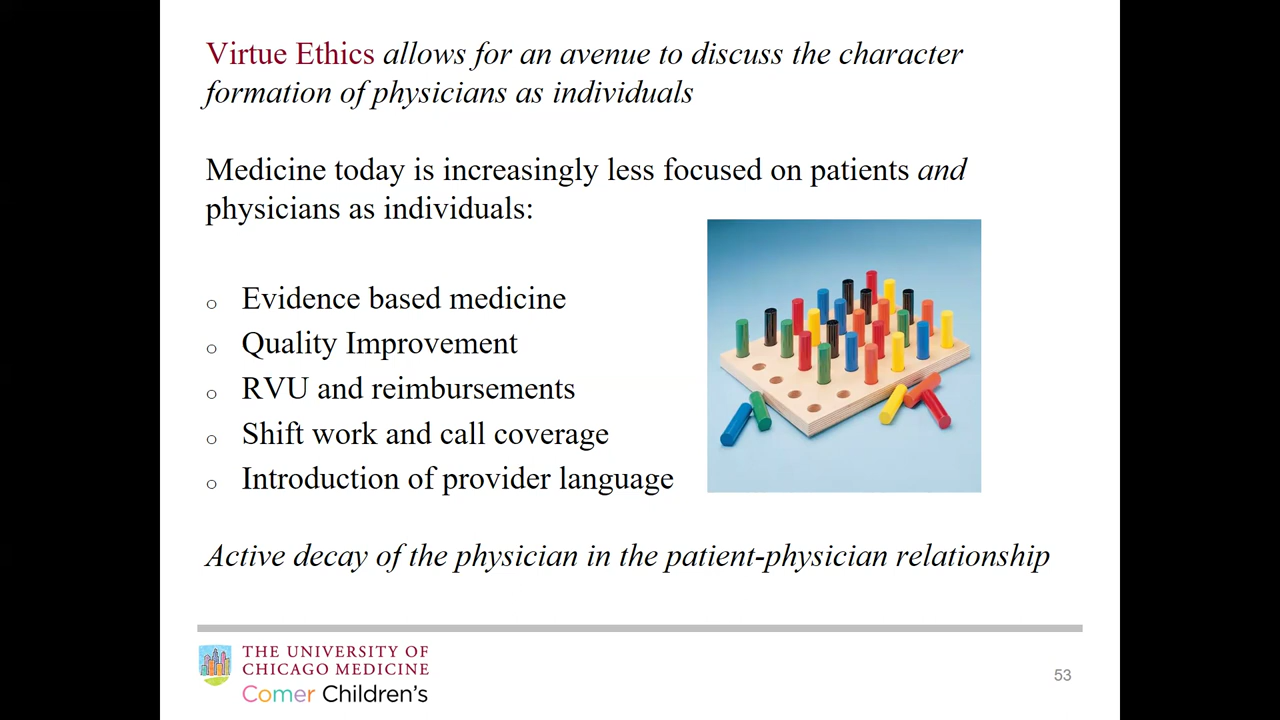 Virtue Ethics allows for an avenue to discuss the character
formation of physicians as individuals
Medicine today is increasingly less focused on patients and
physicians as individuals:
Evidence based medicine
Quality Improvement
RVU and reimbursements
Shift work and call coverage
Introduction of provider language
Active decay of the physician in the patient-physician relationship
THE UNIVERSITY OF
CHICAGO MEDICINE
Comer Children's
53